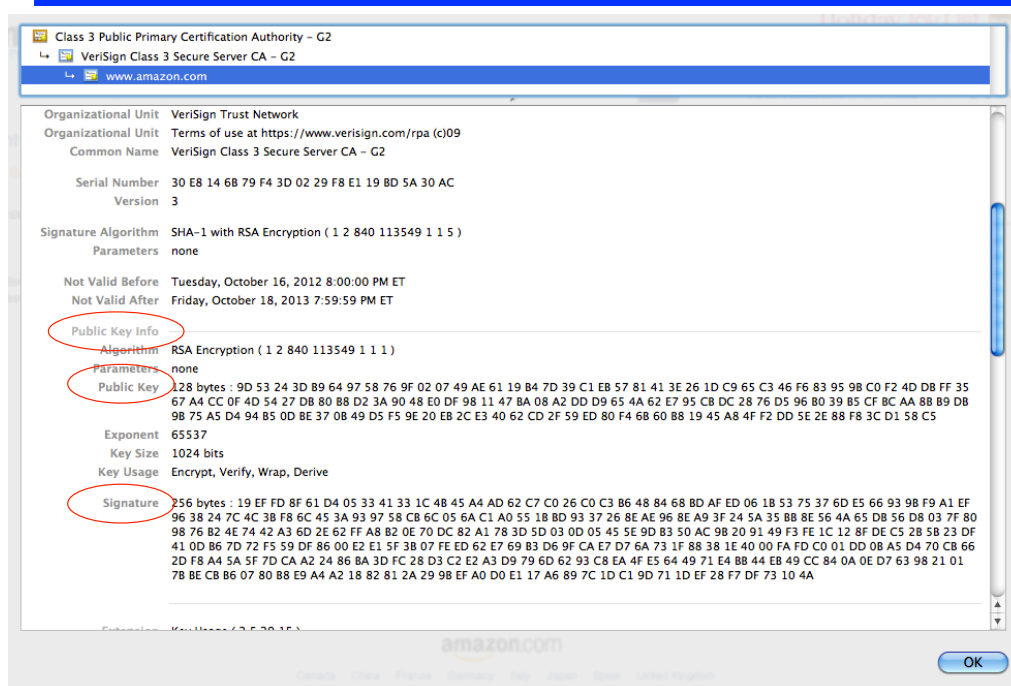 Class 3 Public Primary Certification Authority – G2
VeriSign Class 3 Secure Server CA – G2
www.amazon.com
Organizational Unit VeriSign Trust Network
Organizational Unit Terms of use at https://www.verisign.com/rpa (c)09
Common Name VeriSign Class 3 Secure Server CA – G2
Serial Number 30 E8 14 6B 79 F4 3D 02 29 F8 E1 19 BD 5A 30 AC
Version 3
Signature Algorithm SHA-1 with RSA Encryption ( 1 2 840 113549 1 1 5 )
Parameters none
Not Valid Before Tuesday, October 16, 2012 8:00:00 PM ET
Not Valid After Friday, October 18, 2013 7:59:59 PM ET
Public Key Info
Algorithm RSA Encryption ( 1 2 840 113549 1 1 1 )
Parameters none
Public Key 128 bytes : 9D 53 24 3D B9 64 97 58 76 9F 02 07 49 AE 61 19 B4 7D 39 C1 EB 57 81 41 3E 26 1D C9 65 C3 46 F6 83 95 9B C0 F2 4D DB FF 35
67 A4 CC 0F 4D 54 27 DB 80 B8 D2 3A 90 48 E0 DF 98 11 47 BA 08 A2 DD D9 65 4A 62 E7 95 CB DC 28 76 D5 96 B0 39 B5 CF BC AA 8B B9 DB
9B 75 A5 D4 94 B5 0D BE 37 0B 49 D5 F5 9E 20 EB 2C E3 40 62 CD 2F 59 ED 80 F4 6B 60 B8 19 45 A8 4F F2 DD 5E 2E 88 F8 3C D1 58 C5
Exponent 65537
Key Size 1024 bits
Key Usage Encrypt, Verify, Wrap, Derive
Signature 256 bytes : 19 EF FD 8F 61 D4 05 33 41 33 1C 4B 45 A4 AD 62 C7 C0 26 C0 C3 B6 48 84 68 BD AF ED 06 1B 53 75 37 6D E5 66 93 9B F9 A1 EF
96 38 24 7C 4C 3B F8 6C 45 3A 93 97 58 CB 6C 05 6A C1 A0 55 1B BD 93 37 26 8E AE 96 8E A9 3F 24 5A 35 BB 8E 56 4A 65 DB 56 D8 03 7F 80
98 76 B2 4E 74 42 A3 6D 2E 62 FF A8 B2 0E 70 DC 82 A1 78 3D 5D 03 0D 05 45 5E 9D B3 50 AC 9B 20 91 49 F3 FE 1C 12 8F DE C5 2B 5B 23 DF
41 0D B6 7D 72 F5 59 DF 86 00 E2 E1 5F 3B 07 FE ED 62 E7 69 B3 D6 9F CA E7 D7 6A 73 1F 88 38 1E 40 00 FA FD C0 01 DD 0B A5 D4 70 CB 66
2D F8 A4 5A 5F 7D CA A2 24 86 BA 3D FC 28 D3 C2 E2 A3 D9 79 6D 62 93 C8 EA 4F E5 64 49 71 E4 BB 44 EB 49 CC 84 0A 0E D7 63 98 21 01
7B BE CB B6 07 80 B8 E9 A4 A2 18 82 81 2A 29 9B EF A0 D0 E1 17 A6 89 7C 1D C1 9D 71 1D EF 28 F7 DF 73 10 4A
Extension Key Usage ( 2 5 29 15 )
amazon.com
Canada China France Germany Italy Japan Spain United Kingdom
OK